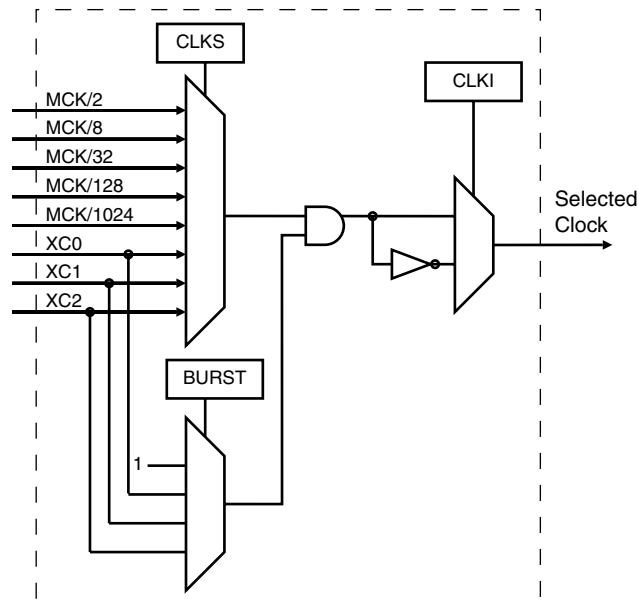 CLKS
CLKI
MCK/2
MCK/8
MCK/32
MCK/128
MCK/1024
XC0
XC1
XC2
Selected
Clock
BURST
1